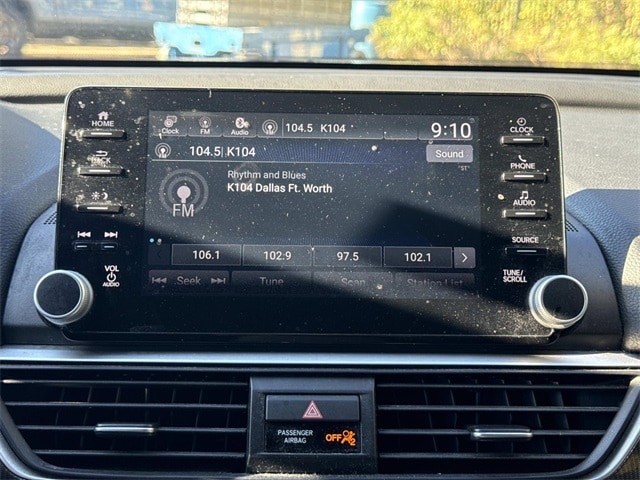 HOME
Clock FM Audio 104.5 K104 9:10
CLOCK
104.5 K104 Sound
BACK
ST
PHONE
Rhythm and Blues
K104 Dallas Ft. Worth
FM
AUDIO
SOURCE
106.1 102.9 97.5 102.1
VOL
AUDIO
Seek Tune Scan Station List
TUNE/
SCROLL
PASSENGER
AIRBAG
OFF 2